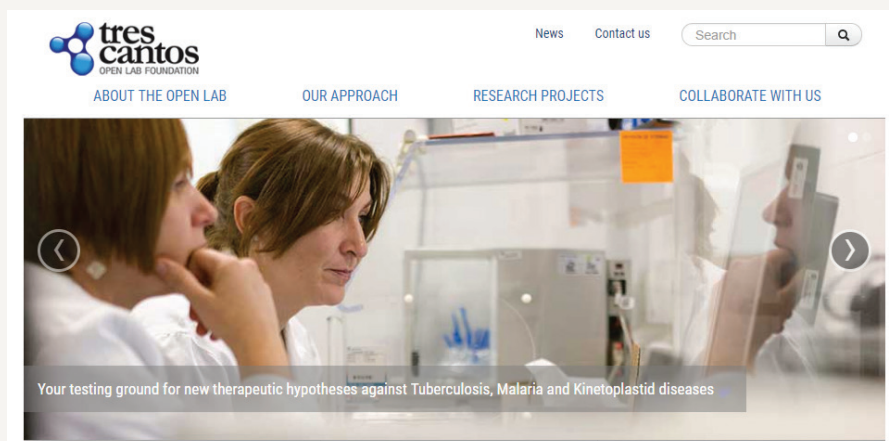 tres
cantos
OPEN LAB FOUNDATION
News Contact us Search
ABOUT THE OPEN LAB OUR APPROACH RESEARCH PROJECTS COLLABORATE WITH US
Your testing ground for new therapeutic hypotheses against Tuberculosis, Malaria and Kinetoplastid diseases